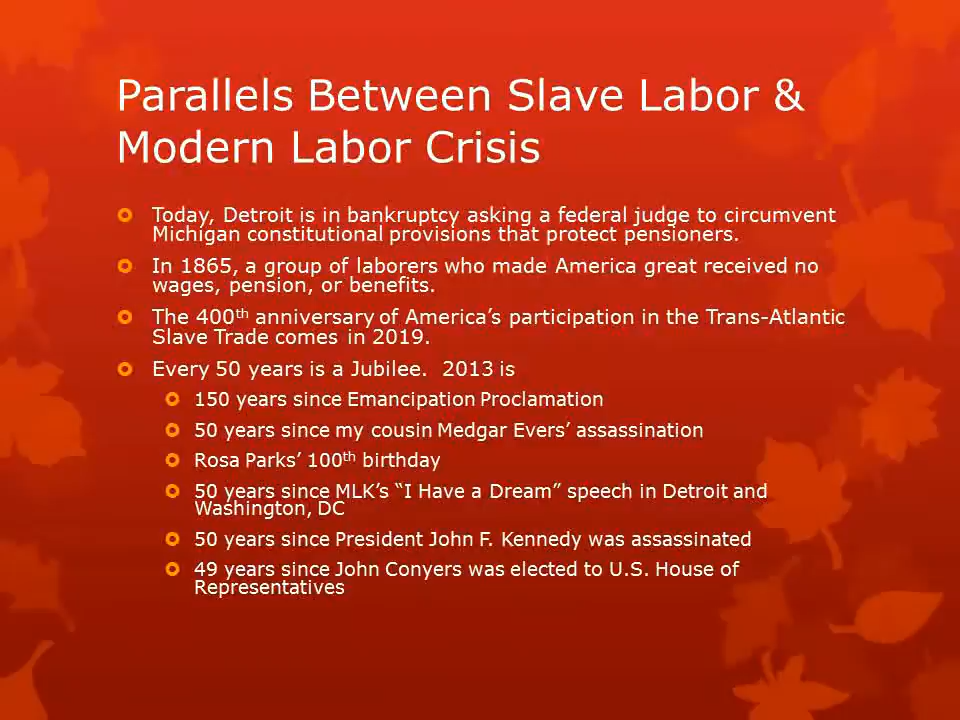 Parallels Between Slave Labor &
Modern Labor Crisis
Today, Detroit is in bankruptcy asking a federal judge to circumvent
Michigan constitutional provisions that protect pensioners.
In 1865, a group of laborers who made America great received no
wages, pension, or benefits.
The 400th anniversary of America’s participation in the Trans-Atlantic
Slave Trade comes in 2019.
Every 50 years is a Jubilee.  2013 is
150 years since Emancipation Proclamation
50 years since my cousin Medgar Evers’ assassination
Rosa Parks’ 100th birthday
50 years since MLK’s “I Have a Dream” speech in Detroit and
Washington, DC
50 years since President John F. Kennedy was assassinated
49 years since John Conyers was elected to U.S. House of
Representatives